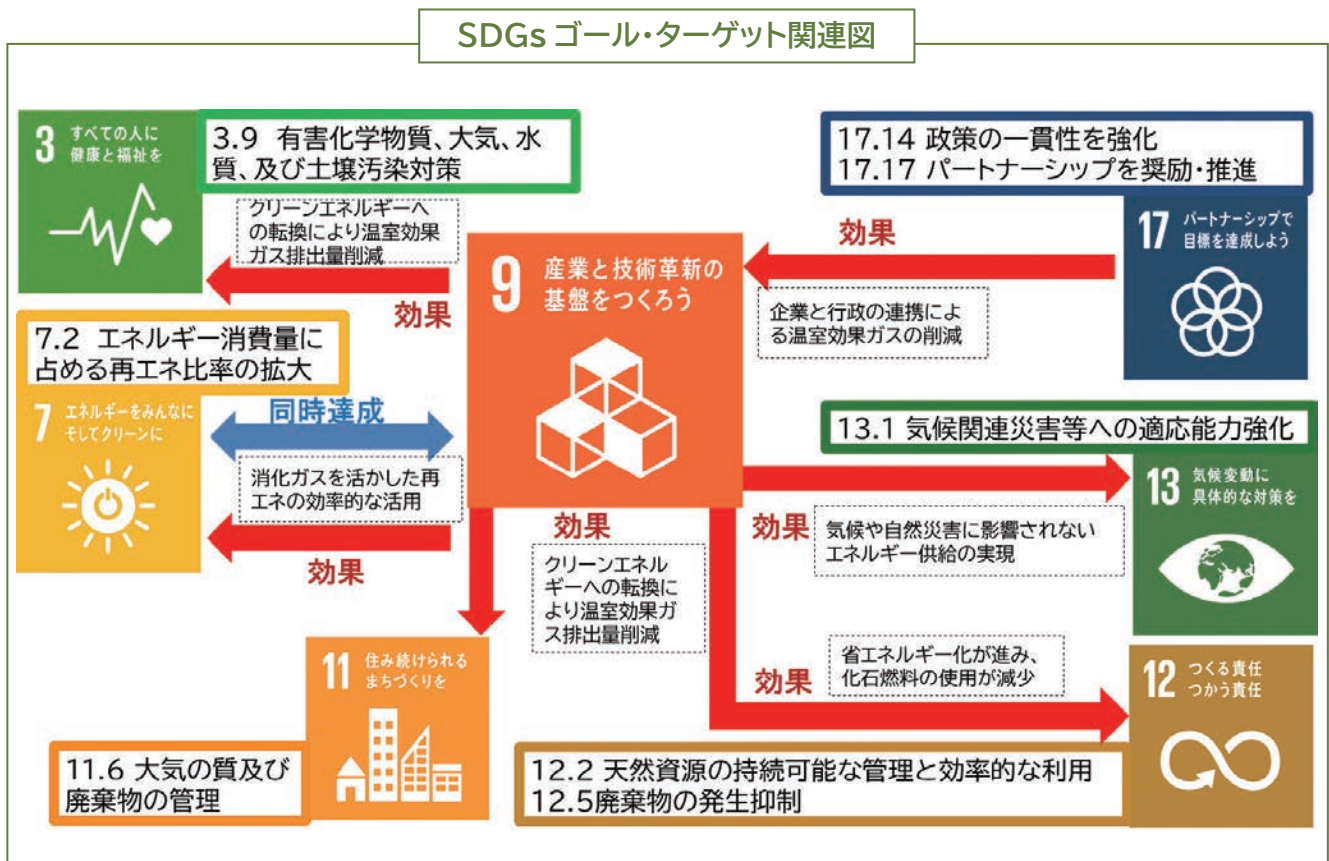 SDGs ゴール・ターゲット関連図
3 すべての人に
健康と福祉を
3.9 有害化学物質、大気、水
質、及び土壌汚染対策
クリーンエネルギーへ
の転換により温室効果
ガス排出量削減
効果
17.14 政策の一貫性を強化
17.17 パートナーシップを奨励・推進
17 パートナーシップで
目標を達成しよう
効果
企業と行政の連携によ
る温室効果ガスの削減
9 産業と技術革新の
基盤をつくろう
7.2 エネルギー消費量に
占める再エネ比率の拡大
7 エネルギーをみんなに
そしてクリーンに
同時達成
消化ガスを活かした再
エネの効率的な活用
効果
13.1 気候関連災害等への適応能力強化
13 気候変動に
具体的な対策を
効果
気候や自然災害に影響されない
エネルギー供給の実現
効果
クリーンエネル
ギーへの転換に
より温室効果ガ
ス排出量削減
11 住み続けられる
まちづくりを
11.6 大気の質及び
廃棄物の管理
効果
省エネルギー化が進み、
化石燃料の使用が減少
12 つくる責任
つかう責任
12.2 天然資源の持続可能な管理と効率的な利用
12.5廃棄物の発生抑制